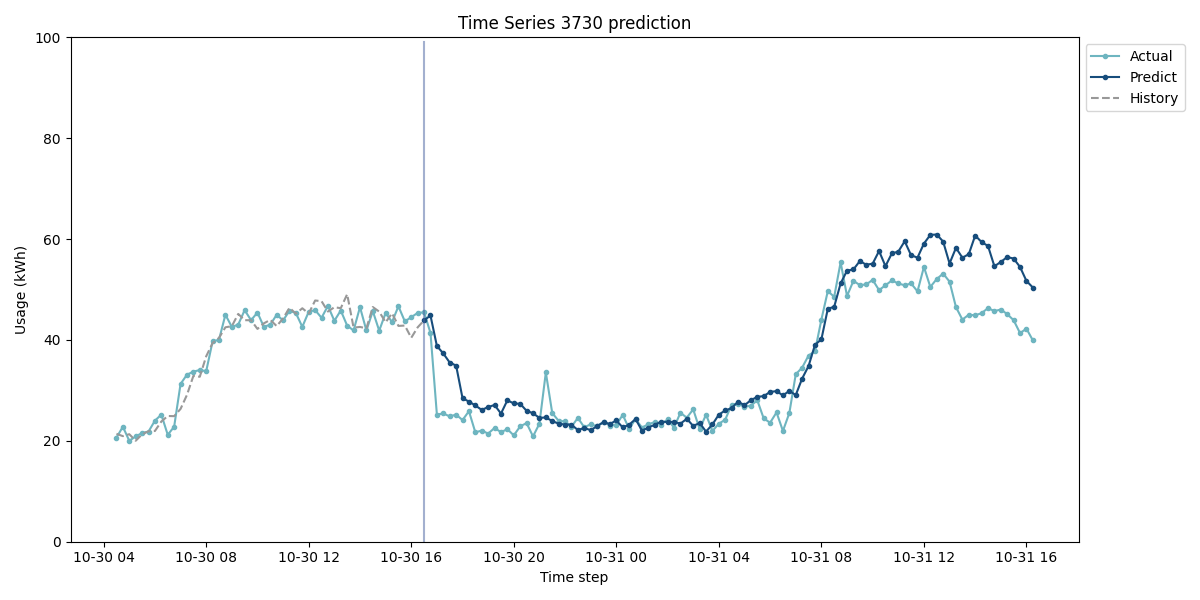 Time Series 3730 prediction
100
80
60
40
20
0
Usage (kWh)
10-30 04
10-30 08
10-30 12
10-30 16
10-30 20
10-31 00
10-31 04
10-31 08
10-31 12
10-31 16
Time step
Actual
Predict
History